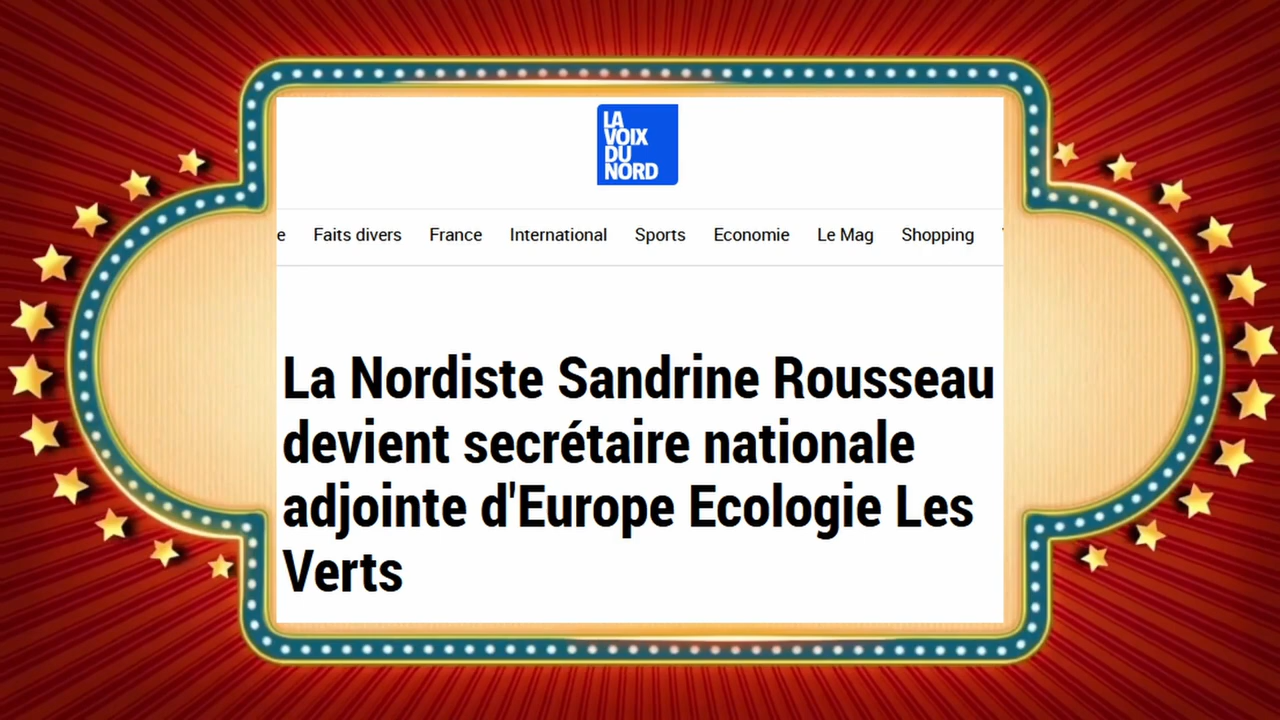 LA
VOIX
DU
NORD
e Faits divers France International Sports Economie Le Mag Shopping
La Nordiste Sandrine Rousseau
devient secrétaire nationale
adjointe d'Europe Ecologie Les
Verts